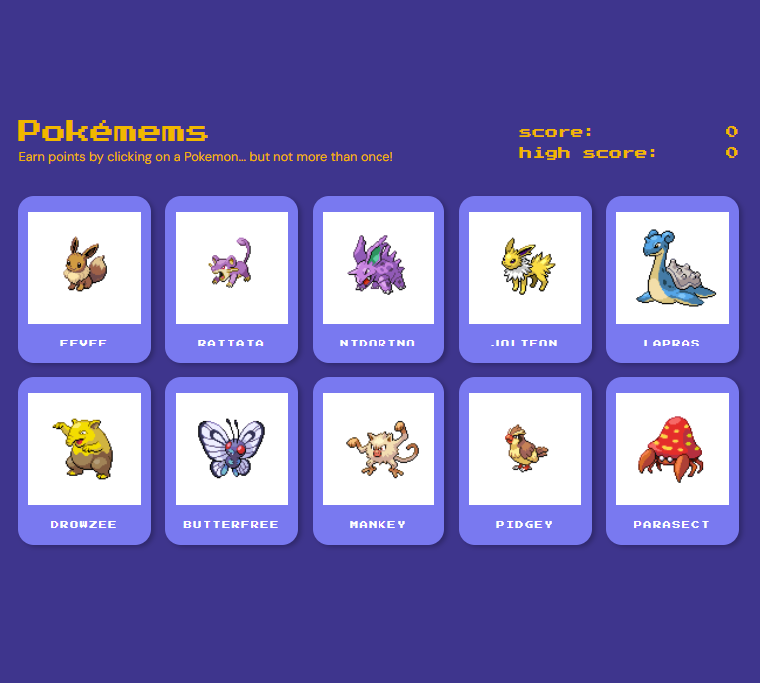 Pokémems
Earn points by clicking on a Pokemon... but not more than once!
score: 0
high score: 0
EEVEE
RATTATA
NIDORINO
JOLTEON
LAPRAS
DROWZEE
BUTTERFREE
MANKEY
PIDGEY
PARASECT